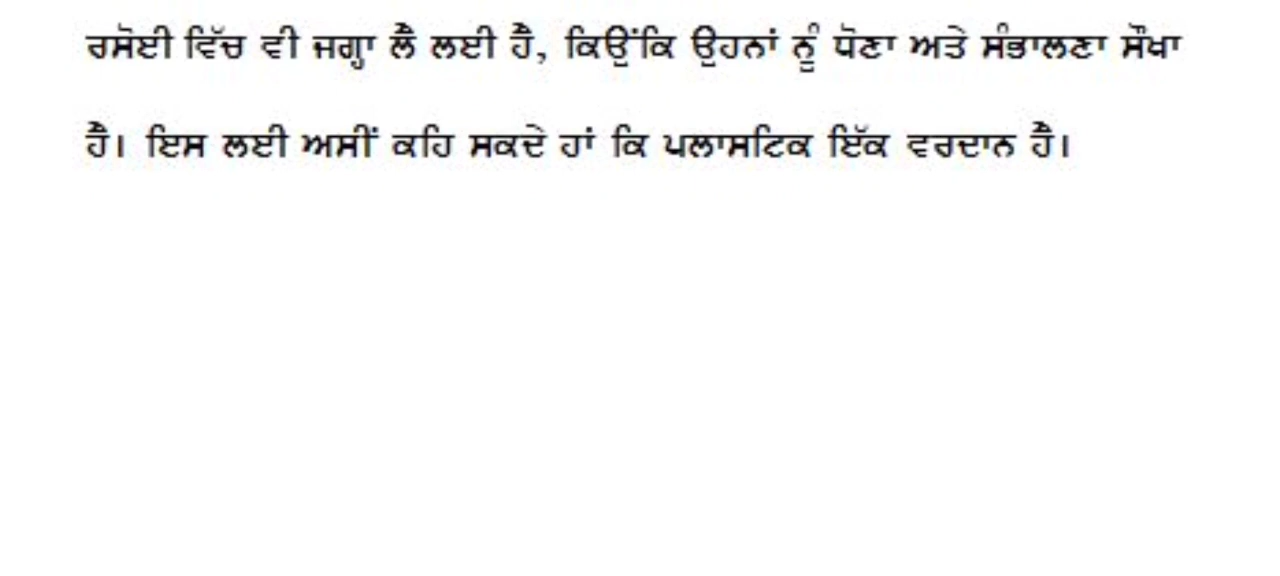 ਰਸੋਈ ਵਿੱਚ ਵੀ ਜਗ੍ਹਾ ਲੈ ਲਈ ਹੈ, ਕਿਉਂਕਿ ਉਹਨਾਂ ਨੂੰ ਧੋਣਾ ਅਤੇ ਸੰਭਾਲਣਾ ਸੌਖਾ
ਹੈ। ਇਸ ਲਈ ਅਸੀਂ ਕਹਿ ਸਕਦੇ ਹਾਂ ਕਿ ਪਲਾਸਟਿਕ ਇੱਕ ਵਰਦਾਨ ਹੈ।